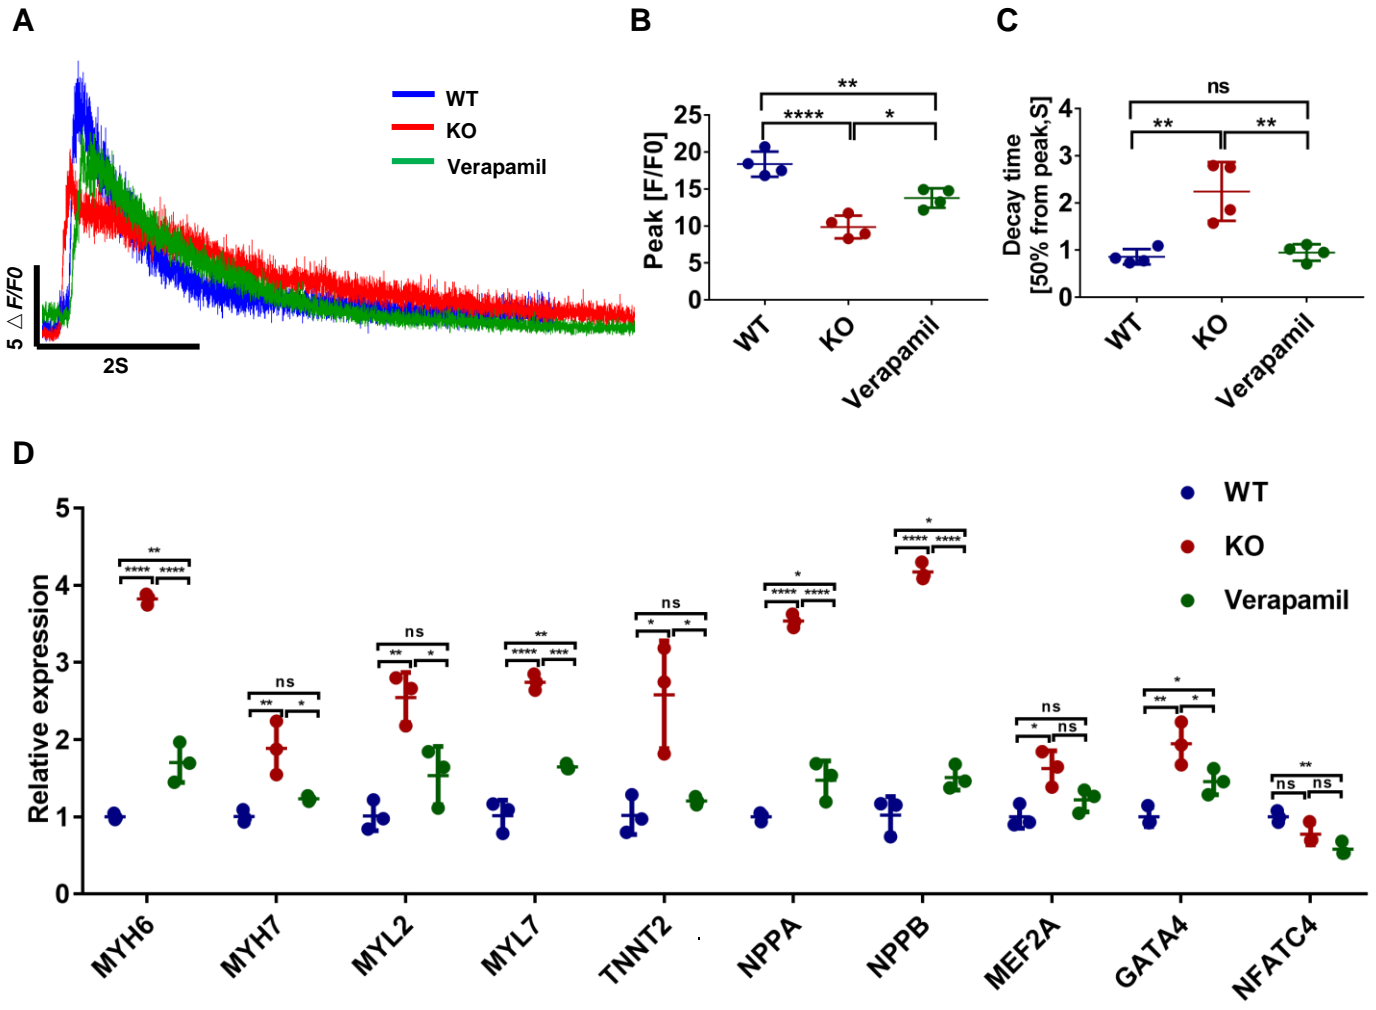 A
WT
KO
Verapamil
5 △ F/F0
2S
B
**
****
*
Peak [F/F0]
25
20
15
10
5
0
WT
KO
Verapamil
C
ns
**
**
Decay time
[50% from peak,S]
4
3
2
1
0
WT
KO
Verapamil
D
WT
KO
Verapamil
Relative expression
5
4
3
2
1
0
**
**** ****
ns
** *
ns
** *
**
**** ***
ns
* *
*
**** ****
*
**** ****
ns
* ns
*
** *
**
ns ns
MYH6
MYH7
MYL2
MYL7
TNNT2
NPPA
NPPB
MEF2A
GATA4
NFATC4